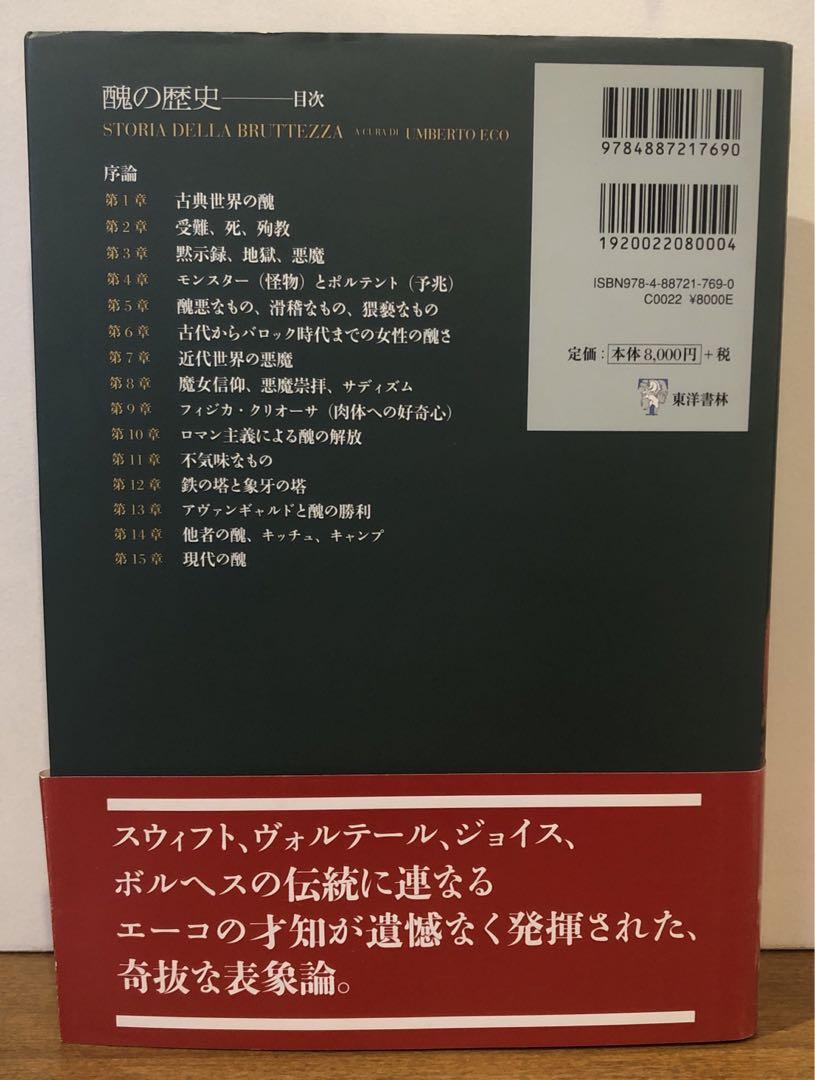 醜の歴史――目次
STORIA DELLA BRUTTEZZA A CURA DI UMBERTO ECO
序論
第1章 古典世界の醜
第2章 受難、死、殉教
第3章 黙示録、地獄、悪魔
第4章 モンスター（怪物）とポルテント（予兆）
第5章 醜悪なもの、滑稽なもの、猥褻なもの
第6章 古代からバロック時代までの女性の醜さ
第7章 近代世界の悪魔
第8章 魔女信仰、悪魔崇拝、サディズム
第9章 フィジカ・クリオーサ（肉体への好奇心）
第10章 ロマン主義による醜の解放
第11章 不気味なもの
第12章 鉄の塔と象牙の塔
第13章 アヴァンギャルドと醜の勝利
第14章 他者の醜、キッチュ、キャンプ
第15章 現代の醜
9784887217690
1920022080004
ISBN978-4-88721-769-0
C0022 ¥8000E
定価：本体8,000円＋税
東洋書林
スウィフト、ヴォルテール、ジョイス、
ボルヘスの伝統に連なる
エーコの才知が遺憾なく発揮された、
奇抜な表象論。